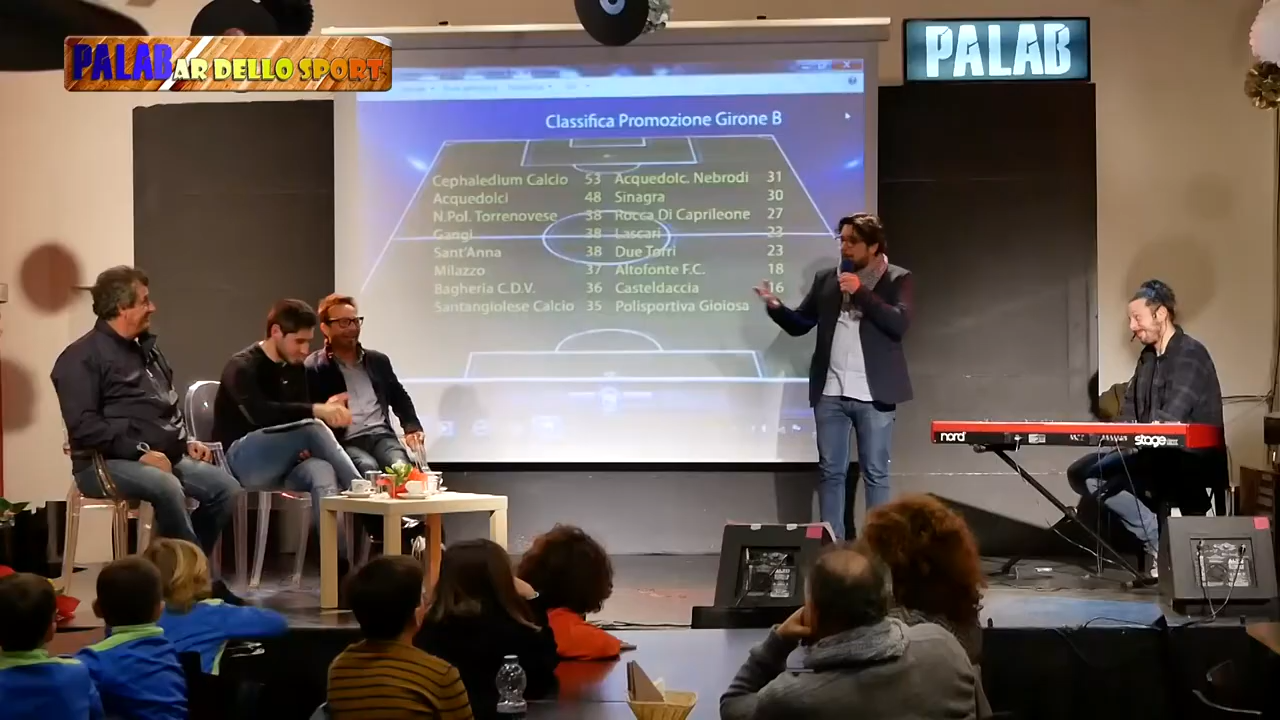 PALABAR DELLO SPORT
PALAB
Classifica Promozione Girone B
Cephaledium Calcio 53 Acquedolc. Nebrodi 31
Acquedolci 48 Sinagra 30
N.Pol. Torrenovese 38 Rocca Di Caprileone 27
Gangi 38 Lascari 23
Sant'Anna 38 Due Torri 23
Milazzo 37 Altofonte F.C. 18
Bagheria C.D.V. 36 Casteldaccia 16
Santangiolese Calcio 35 Polisportiva Gioiosa
nord stage